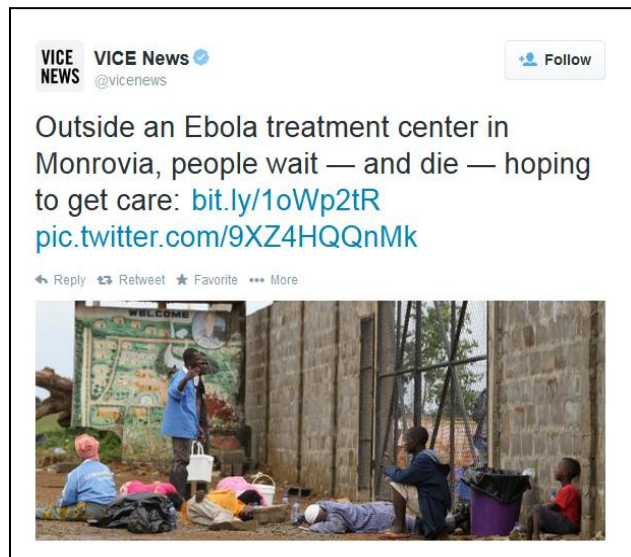 VICE NEWS
VICE News
@vicenews
Follow
Outside an Ebola treatment center in
Monrovia, people wait — and die — hoping
to get care: bit.ly/1oWp2tR
pic.twitter.com/9XZ4HQQnMk
Reply Retweet Favorite More
WELCOME